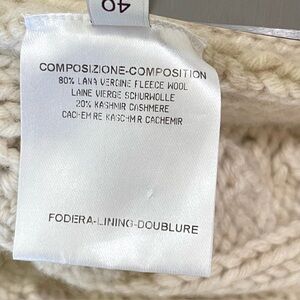 40
COMPOSIZIONE-COMPOSITION
80% LANA VERGINE FLEECE WOOL
LAINE VIERGE SCHURWOLLE
20% KASHMIR CASHMERE
CACHEMIRE KASCHMIR CACHEMIR
FODERA-LINING-DOUBLURE